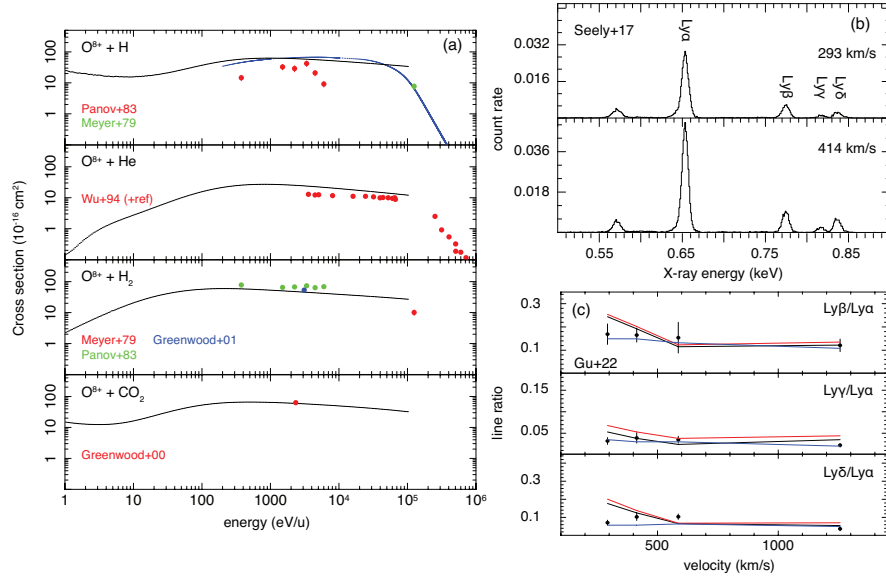 (a)
O⁸⁺ + H
Panov+83
Meyer+79
100
10
1
O⁸⁺ + He
Wu+94 (+ref)
100
10
1
O⁸⁺ + H₂
Meyer+79 Greenwood+01
Panov+83
100
10
1
O⁸⁺ + CO₂
Greenwood+00
100
10
1
Cross section (10⁻¹⁶ cm²)
1 10 100 1000 10⁴ 10⁵ 10⁶
energy (eV/u)
(b)
Seely+17
293 km/s
Lyα
Lyβ
Lyγ
Lyδ
0.032
0.016
414 km/s
0.036
0.018
count rate
0.55 0.65 0.75 0.85
X-ray energy (keV)
(c)
Lyβ/Lyα
Gu+22
0.3
0.1
Lyγ/Lyα
0.15
0.05
Lyδ/Lyα
0.3
0.1
line ratio
500 1000
velocity (km/s)